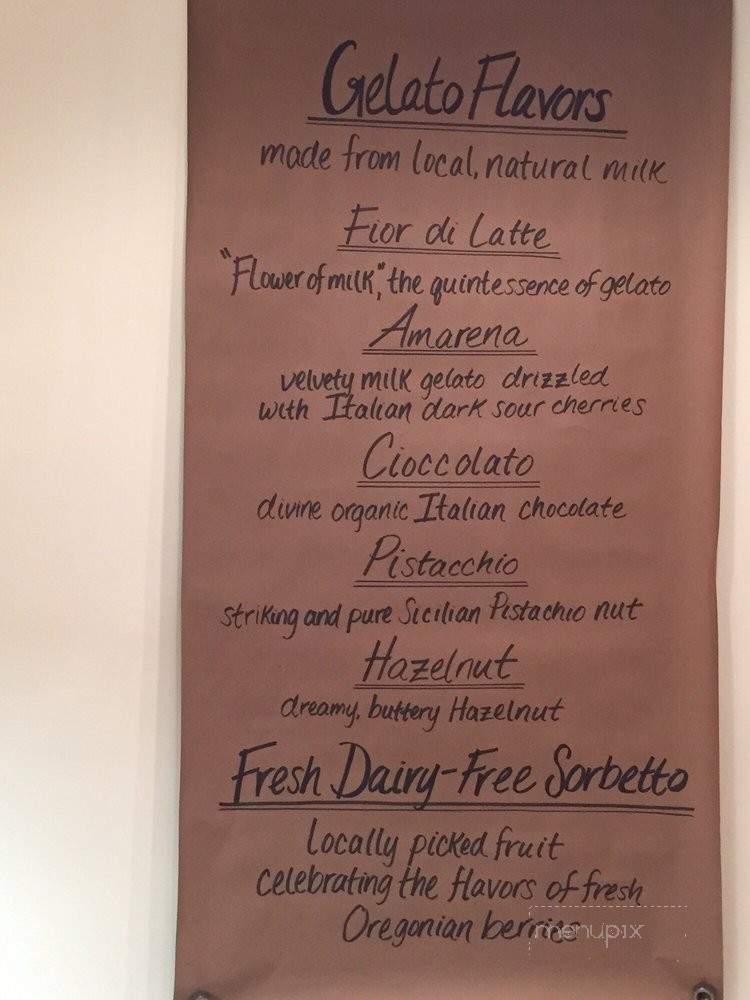 Gelato Flavors
made from local, natural milk
Fior di Latte
"Flower of milk", the quintessence of gelato
Amarena
velvety milk gelato drizzled
with Italian dark sour cherries
Cioccolato
divine organic Italian chocolate
Pistacchio
striking and pure Sicilian Pistachio nut
Hazelnut
dreamy, buttery Hazelnut
Fresh Dairy-Free Sorbetto
locally picked fruit
celebrating the flavors of fresh
Oregonian berries
menupix